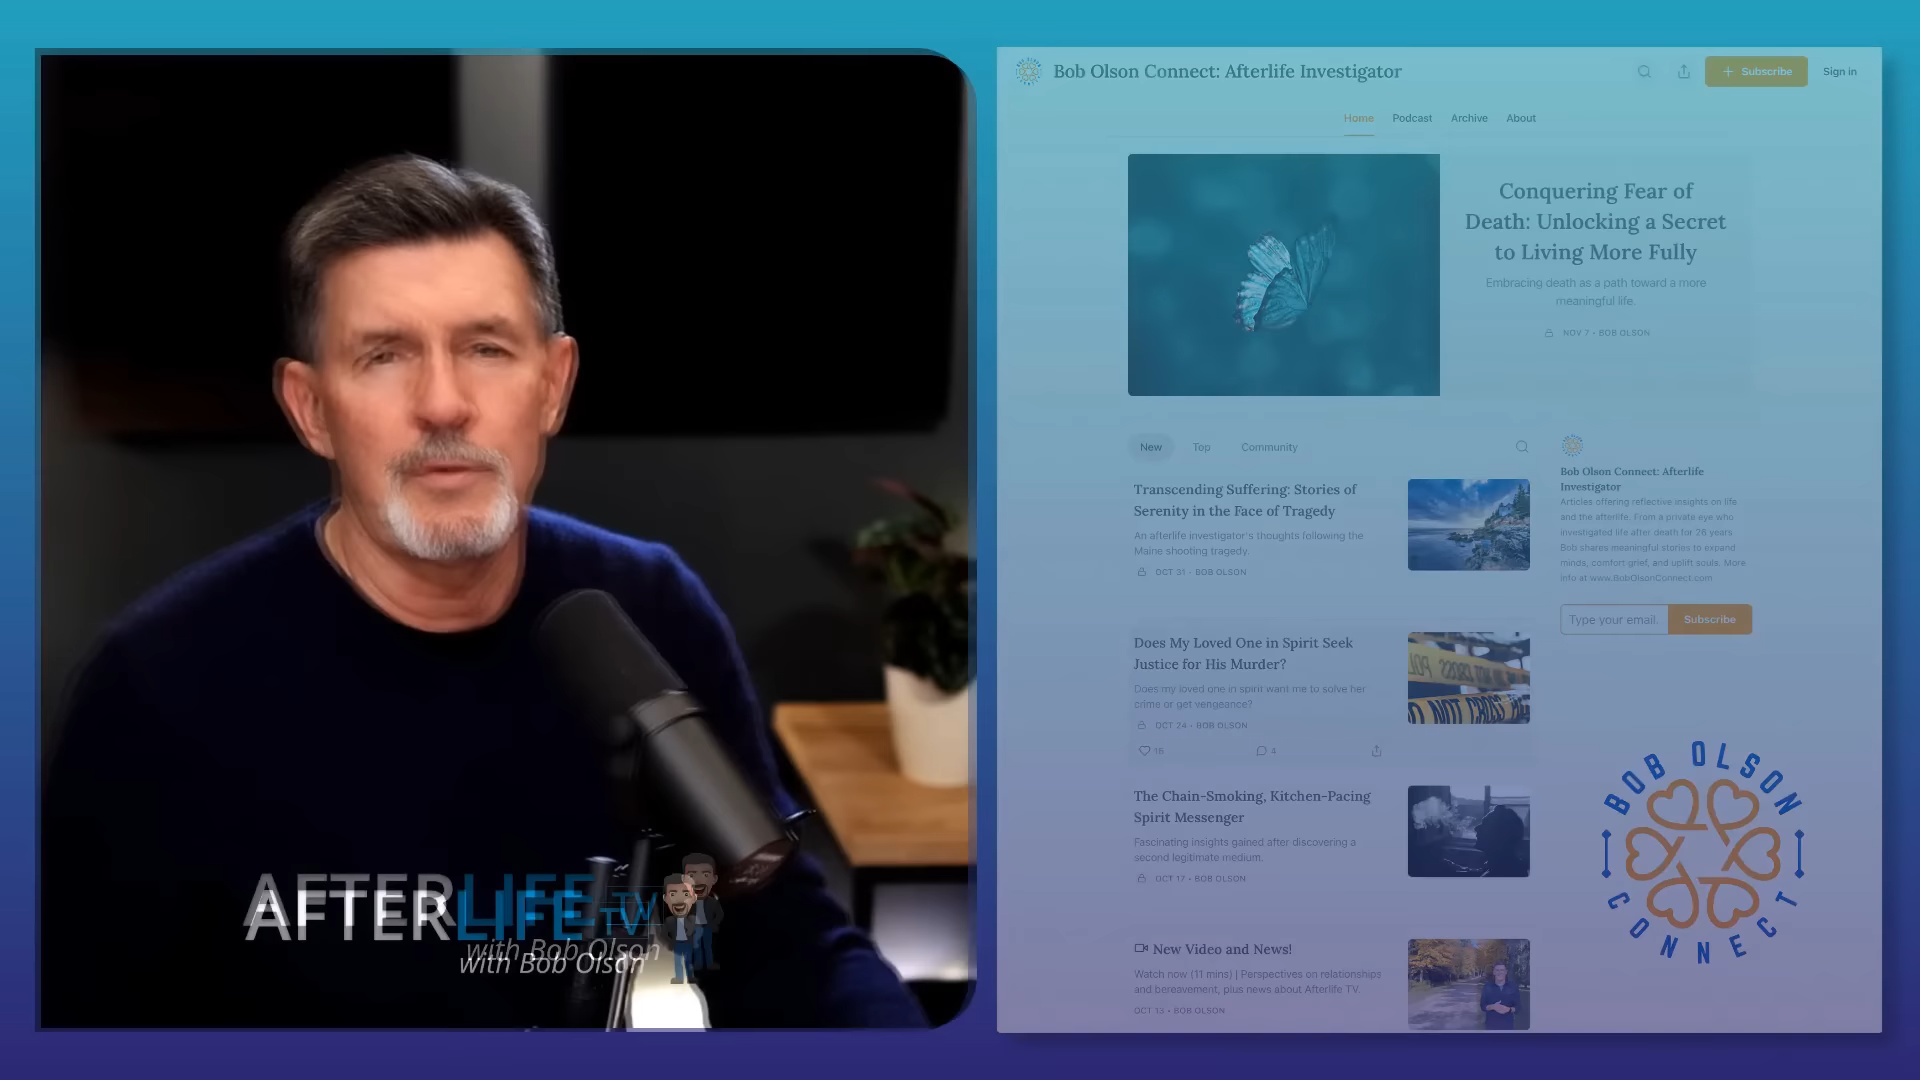 AFTERLIFE TV
with Bob Olson
Bob Olson Connect: Afterlife Investigator
Subscribe
Sign in
Home
Podcast
Archive
About
Conquering Fear of
Death: Unlocking a Secret
to Living More Fully
Embracing death as a path toward a more
meaningful life.
NOV 7 • BOB OLSON
New
Top
Community
Transcending Suffering: Stories of
Serenity in the Face of Tragedy
An afterlife investigator's thoughts following the
Maine shooting tragedy.
OCT 31 • BOB OLSON
Does My Loved One in Spirit Seek
Justice for His Murder?
Does my loved one in spirit want me to solve her
crime or get vengeance?
OCT 24 • BOB OLSON
4
The Chain-Smoking, Kitchen-Pacing
Spirit Messenger
Fascinating insights gained after discovering a
second legitimate medium.
OCT 17 • BOB OLSON
New Video and News!
Watch now (11 mins) | Perspectives on relationships
and bereavement, plus news about Afterlife TV.
OCT 13 • BOB OLSON
Bob Olson Connect: Afterlife
Investigator
Articles offering reflective insights on life
and the afterlife. From a private eye who
investigated life after death for 26 years
Bob shares meaningful stories to expand
minds, comfort grief, and uplift souls. More
info at www.BobOlsonConnect.com
Type your email.
Subscribe
BOB OLSON
CONNECT